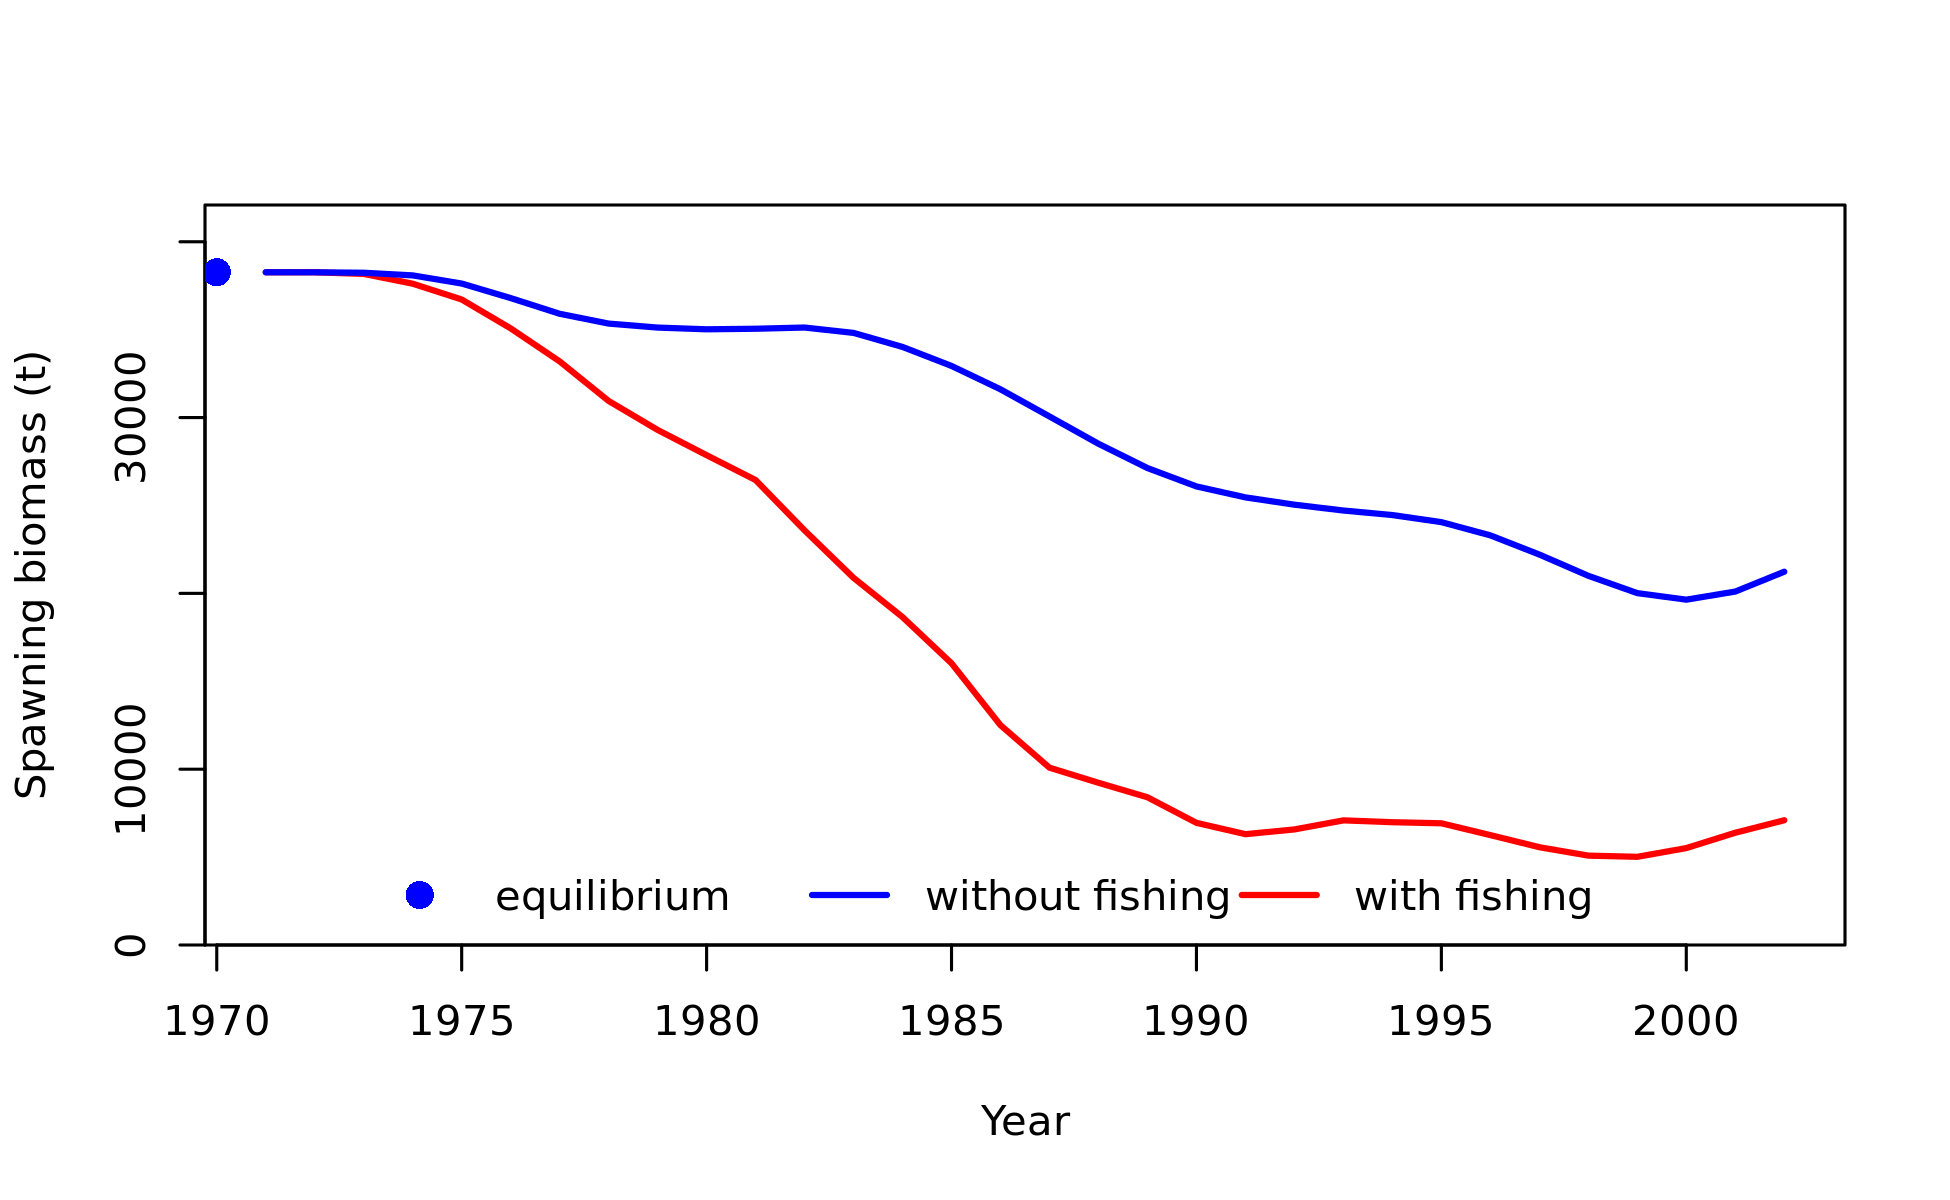 Spawning biomass (t)
30000
10000
0
equilibrium without fishing with fishing
1970 1975 1980 1985 1990 1995 2000
Year